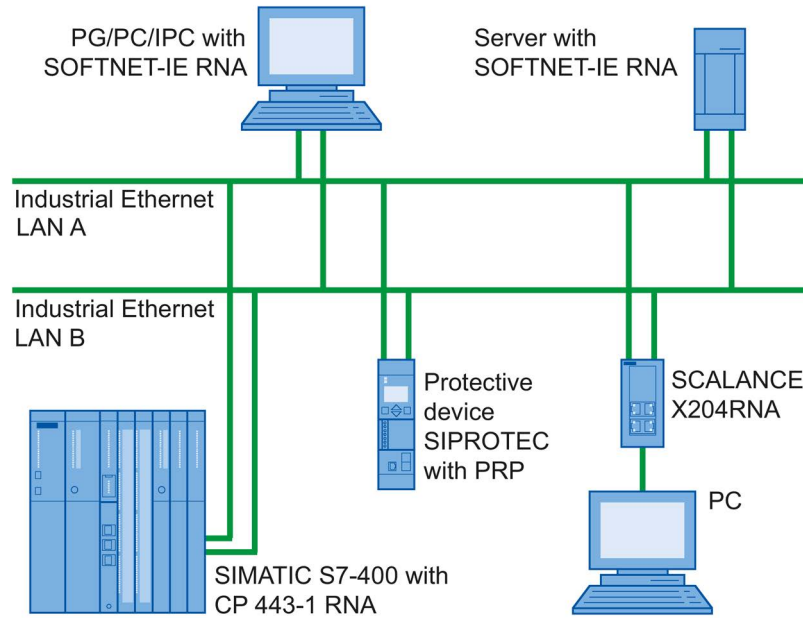 PG/PC/IPC with
SOFTNET-IE RNA
Server with
SOFTNET-IE RNA
Industrial Ethernet
LAN A
Industrial Ethernet
LAN B
Protective
device
SIPROTEC
with PRP
SCALANCE
X204RNA
PC
SIMATIC S7-400 with
CP 443-1 RNA